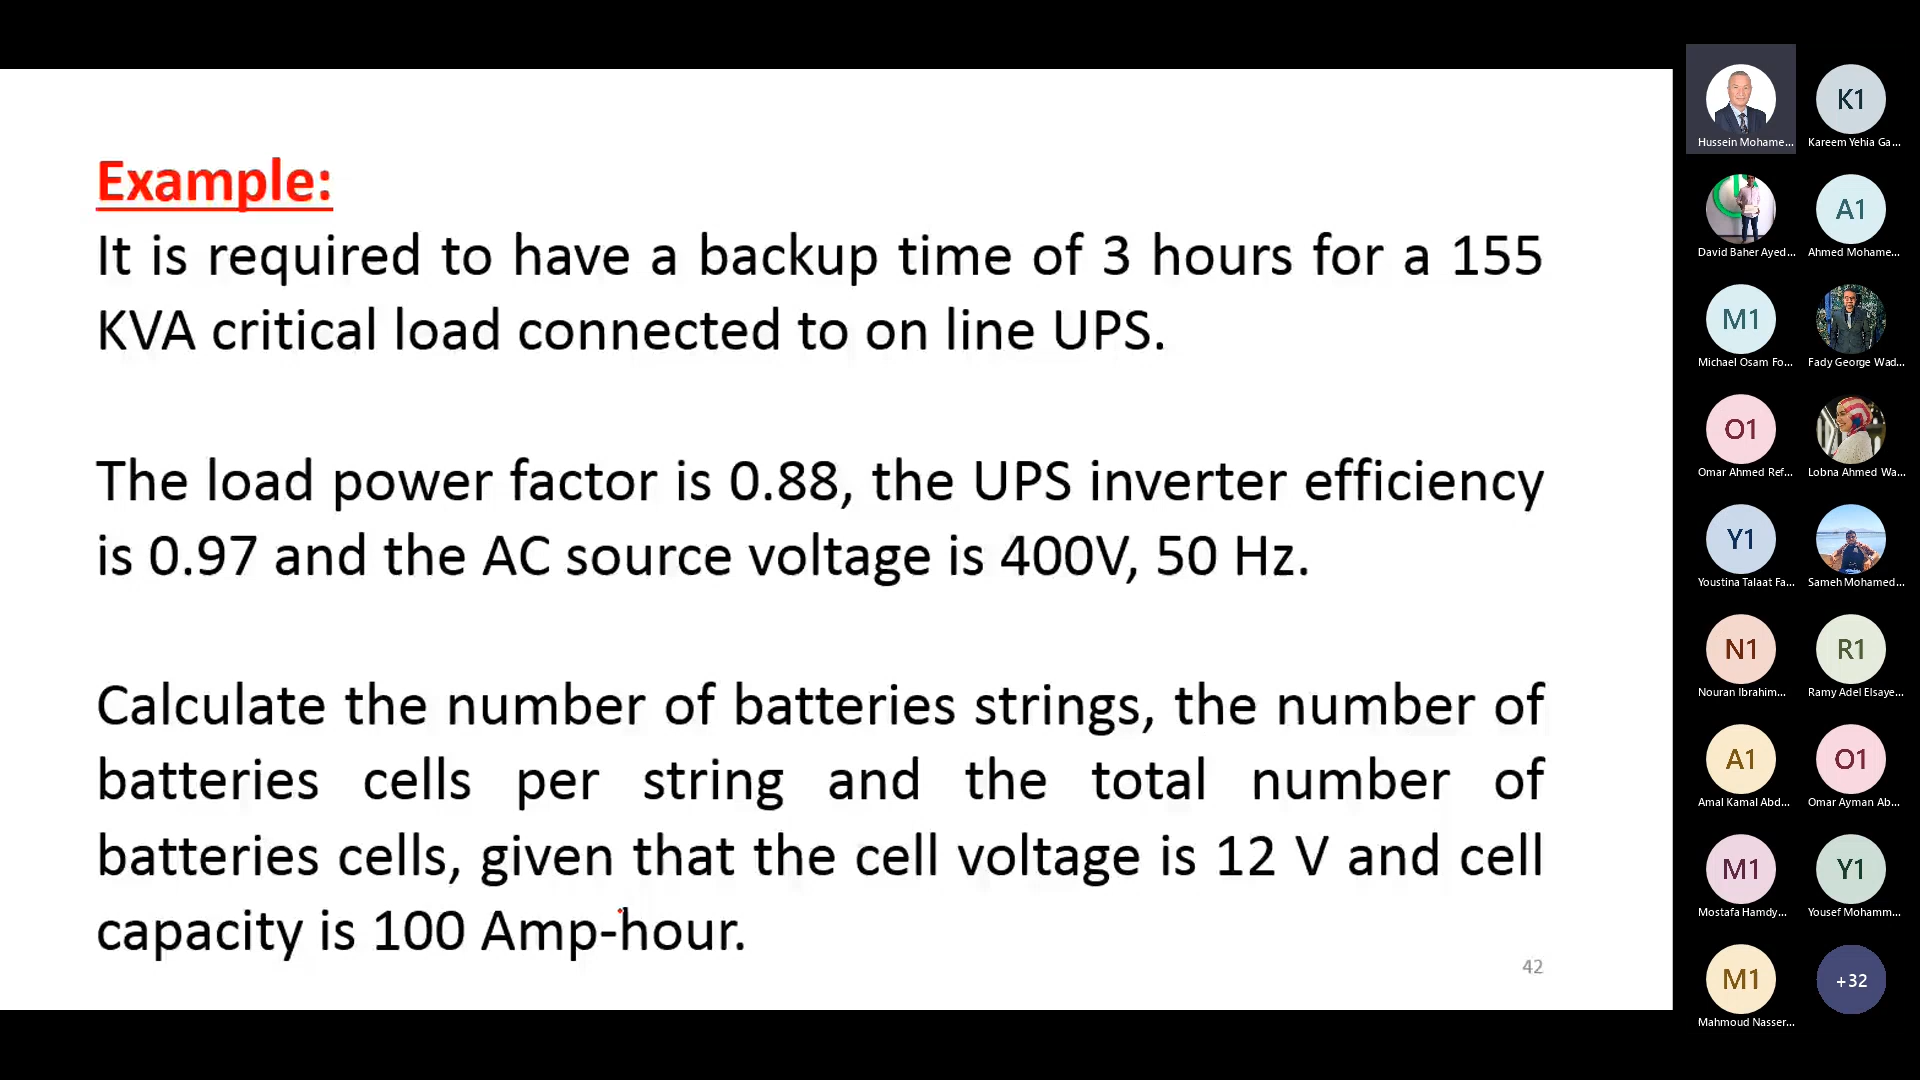 Example:
It is required to have a backup time of 3 hours for a 155
KVA critical load connected to on line UPS.
The load power factor is 0.88, the UPS inverter efficiency
is 0.97 and the AC source voltage is 400V, 50 Hz.
Calculate the number of batteries strings, the number of
batteries cells per string and the total number of
batteries cells, given that the cell voltage is 12 V and cell
capacity is 100 Amp-hour.
42
Hussein Mohame...
K1
Kareem Yehia Ga...
David Baher Ayed...
A1
Ahmed Mohame...
M1
Michael Osam Fo...
Fady George Wad...
O1
Omar Ahmed Ref...
Lobna Ahmed Wa...
Y1
Youstina Talaat Fa...
Sameh Mohamed...
N1
Nouran Ibrahim...
R1
Ramy Adel Elsaye...
A1
Amal Kamal Abd...
O1
Omar Ayman Ab...
M1
Mostafa Hamdy...
Y1
Yousef Mohamm...
M1
Mahmoud Nasser...
+32